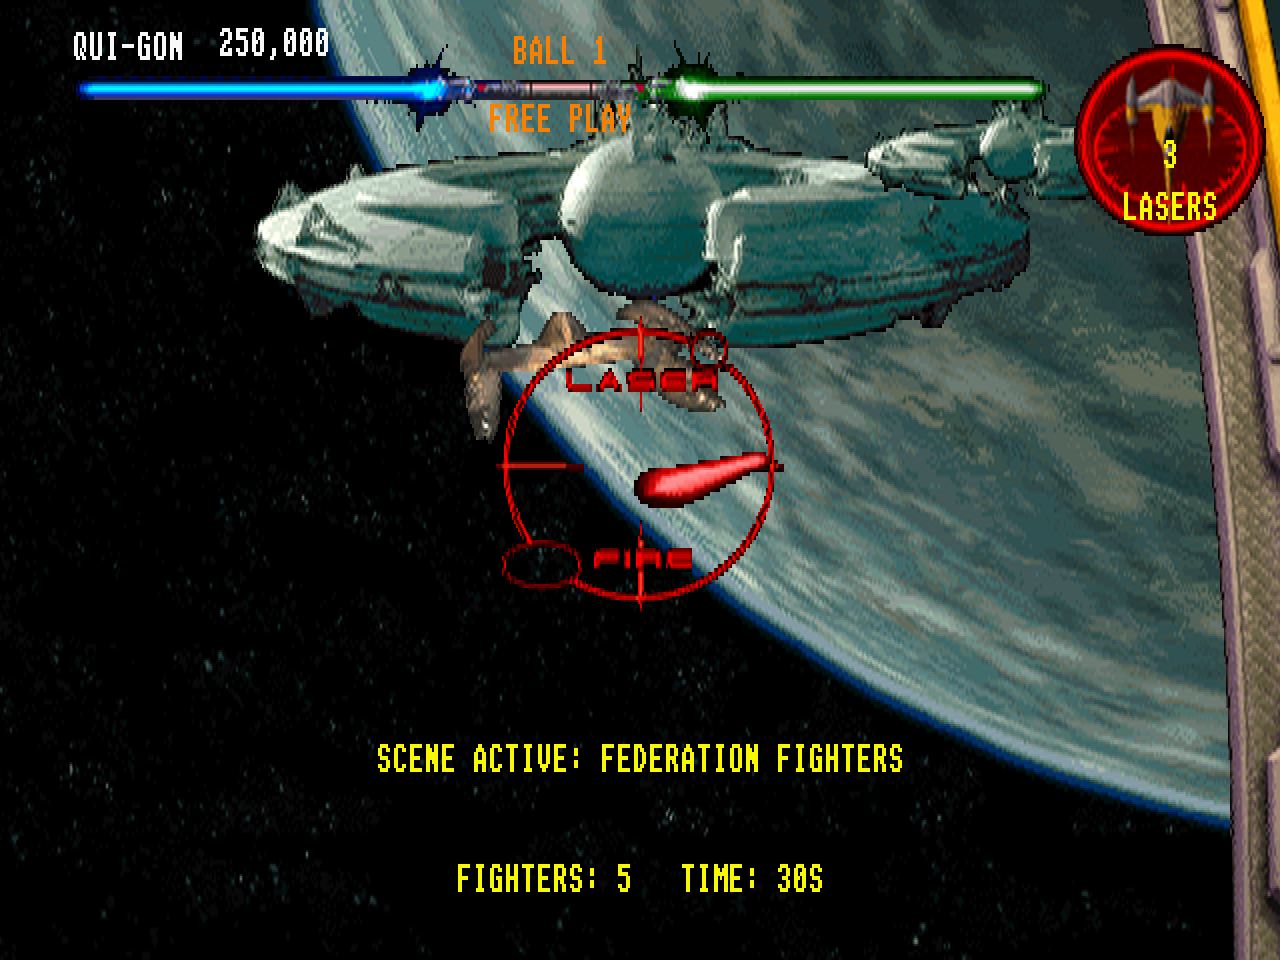 QUI-GON 250,000
BALL 1
FREE PLAY
3
LASERS
LASER
FIRE
SCENE ACTIVE: FEDERATION FIGHTERS
FIGHTERS: 5 TIME: 30S